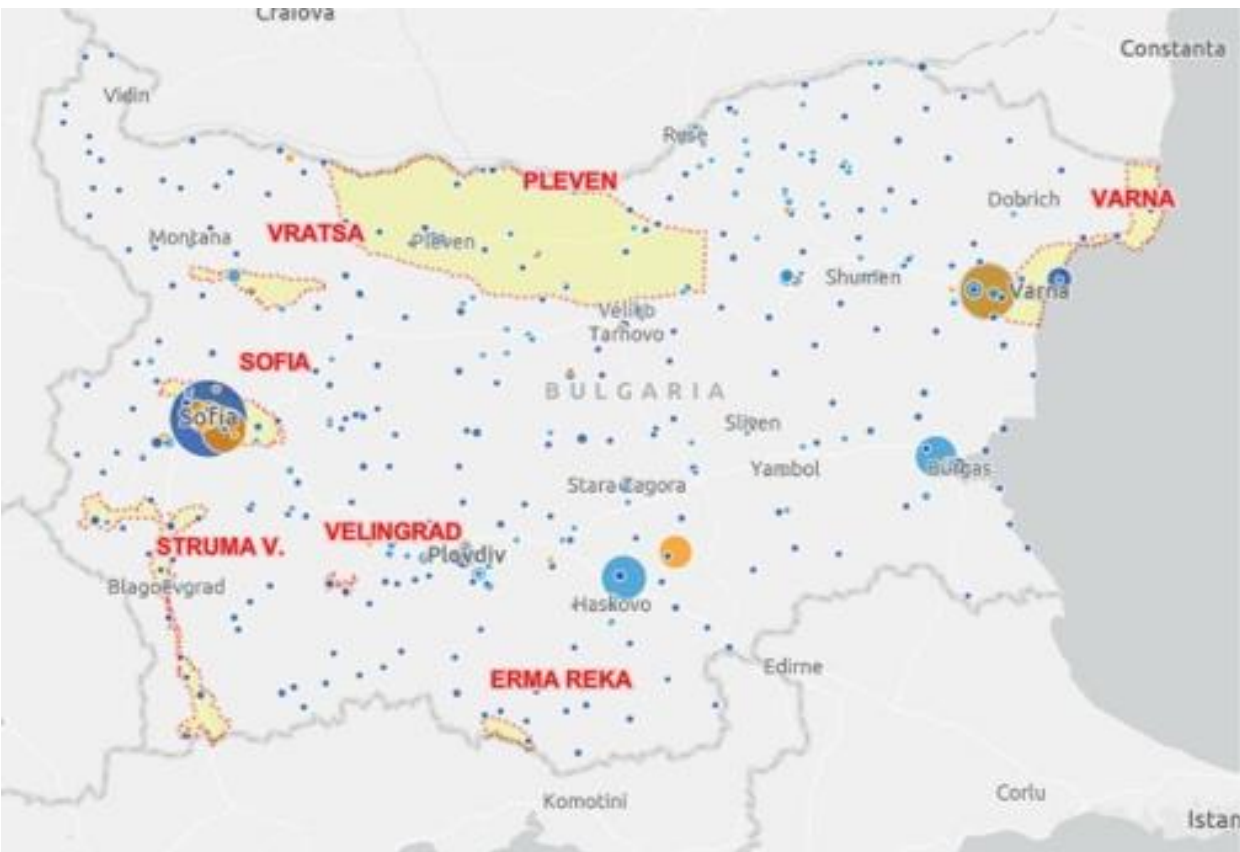 Craiova
Constanta
Vidin
Ruse
PLEVEN
Dobrich
VARNA
VRATSA
Montana
Pleven
Shumen
Varna
Veliko
Tarnovo
SOFIA
BULGARIA
Sofia
Sliven
Burgas
Yambol
Stara Zagora
VELINGRAD
STRUMA V.
Plovdiv
Blagoevgrad
Haskovo
Edirne
ERMA REKA
Komotini
Corlu
Istan